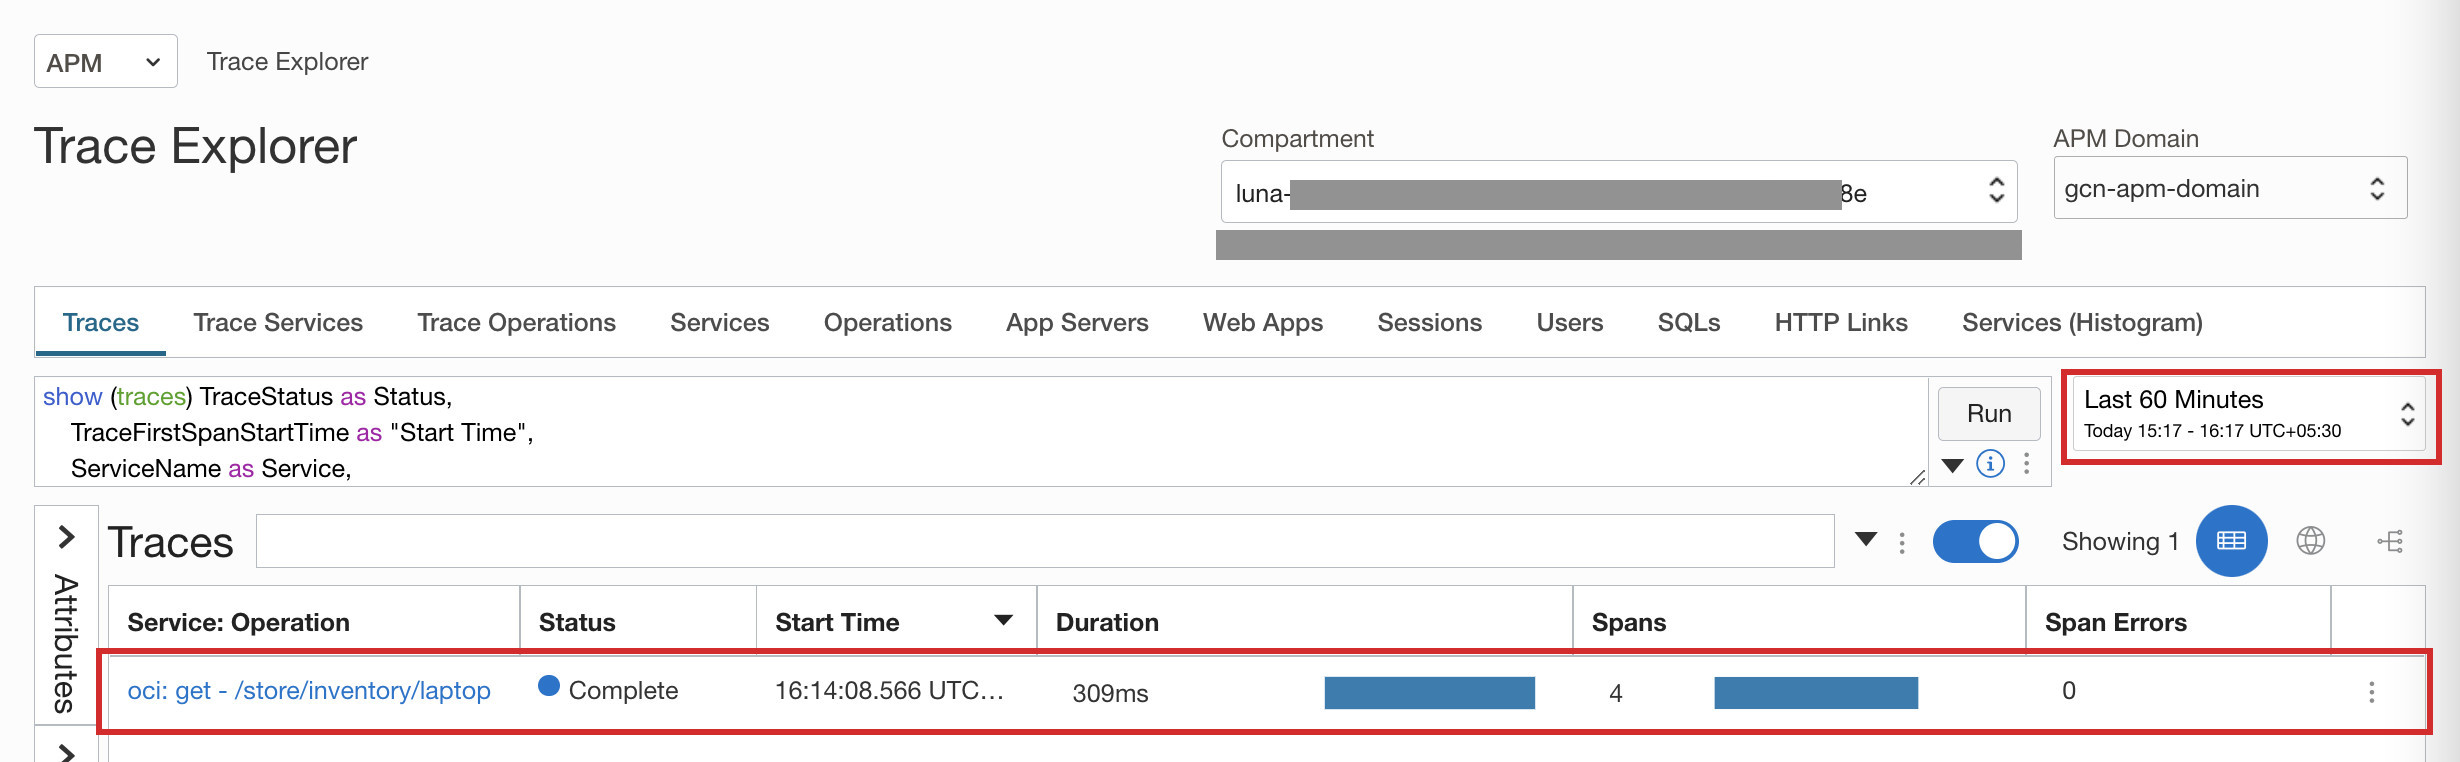 APM
Trace Explorer
Trace Explorer
Compartment
APM Domain
luna-
8e
gcn-apm-domain
Traces
Trace Services
Trace Operations
Services
Operations
App Servers
Web Apps
Sessions
Users
SQLs
HTTP Links
Services (Histogram)
show (traces) TraceStatus as Status,
TraceFirstSpanStartTime as "Start Time",
ServiceName as Service,
Run
Last 60 Minutes
Today 15:17 - 16:17 UTC+05:30
Attributes
Traces
Showing 1
Service: Operation
Status
Start Time
Duration
Spans
Span Errors
oci: get - /store/inventory/laptop
Complete
16:14:08.566 UTC...
309ms
4
0